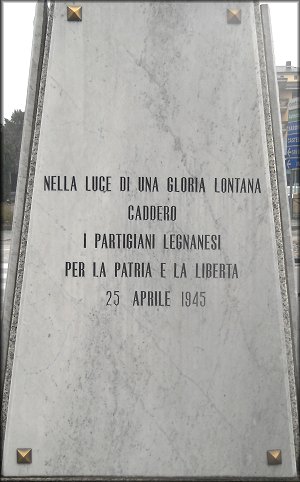 NELLA LUCE DI UNA GLORIA LONTANA
CADDERO
I PARTIGIANI LEGNANESI
PER LA PATRIA E LA LIBERTA
25 APRILE 1945